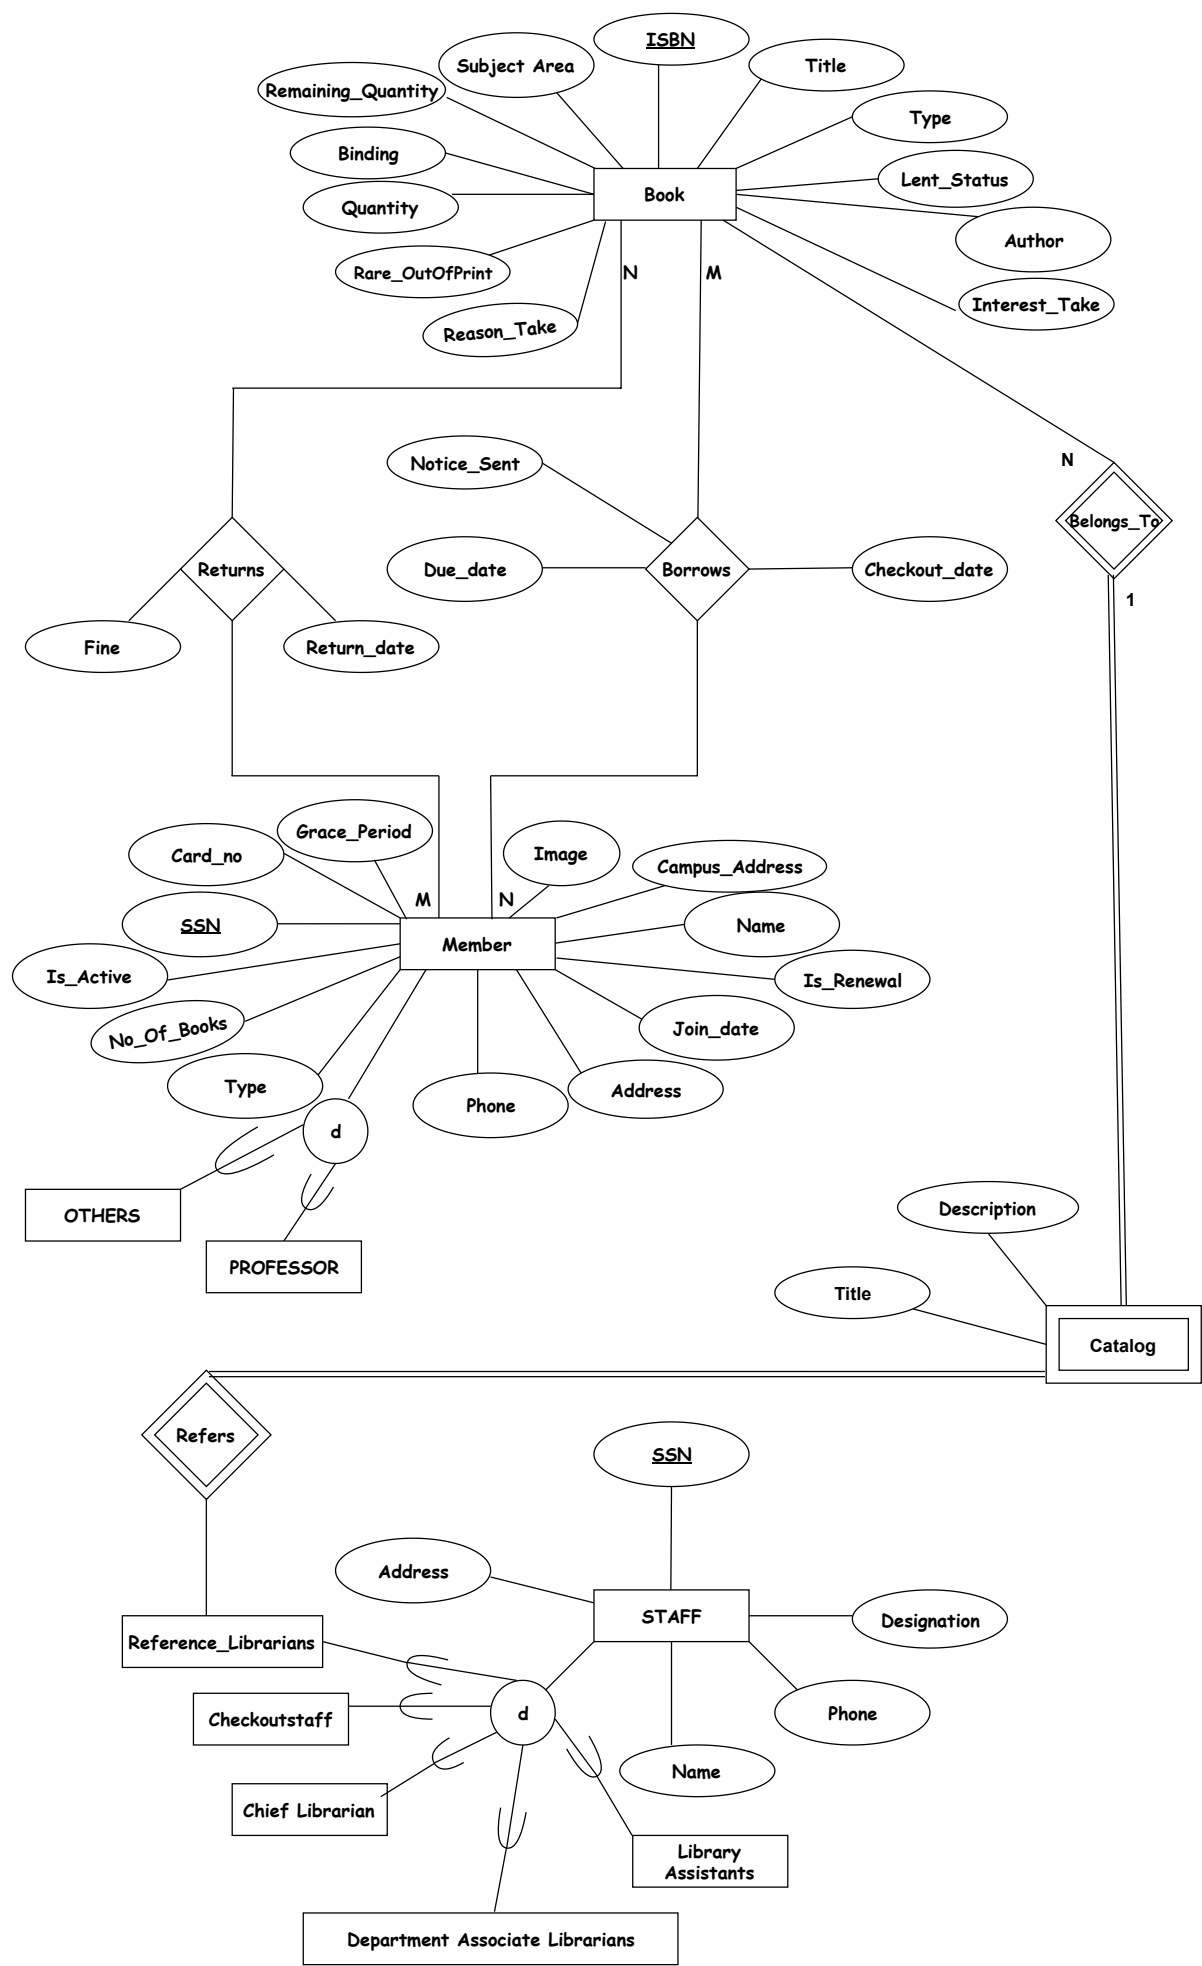 ISBN
Subject Area
Title
Remaining_Quantity
Type
Binding
Lent_Status
Book
Quantity
Author
Rare_OutOfPrint
N
M
Interest_Take
Reason_Take
Notice_Sent
N
Belongs_To
Returns
Due_date
Borrows
Checkout_date
1
Fine
Return_date
Grace_Period
Card_no
Image
Campus_Address
M
N
SSN
Name
Member
Is_Active
Is_Renewal
No_Of_Books
Join_date
Type
Address
Phone
d
OTHERS
Description
PROFESSOR
Title
Catalog
Refers
SSN
Address
STAFF
Designation
Reference_Librarians
Checkoutstaff
d
Phone
Name
Chief Librarian
Library
Assistants
Department Associate Librarians